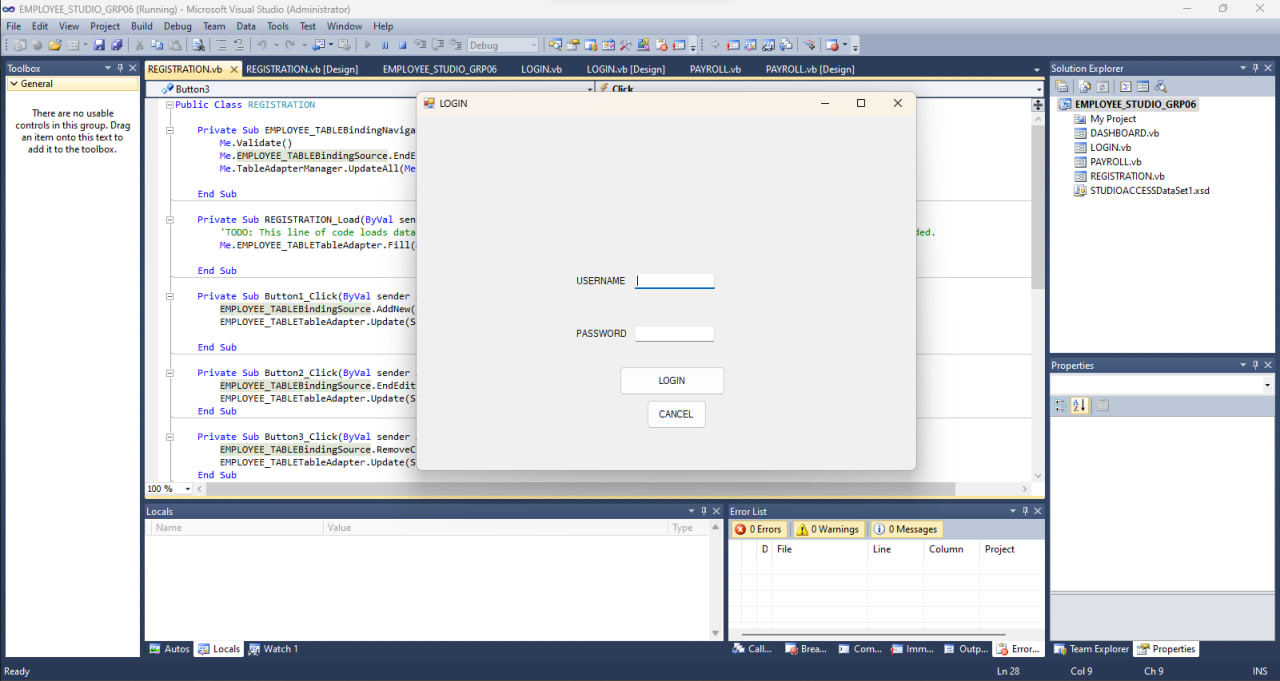 EMPLOYEE_STUDIO_GRP06 (Running) - Microsoft Visual Studio (Administrator)
File Edit View Project Build Debug Team Data Tools Test Window Help
Debug
Toolbox
General
There are no usable
controls in this group. Drag
an item onto this text to
add it to the toolbox.
REGISTRATION.vb REGISTRATION.vb [Design] EMPLOYEE_STUDIO_GRP06 LOGIN.vb LOGIN.vb [Design] PAYROLL.vb PAYROLL.vb [Design]
Button3 Click
Public Class REGISTRATION
Private Sub EMPLOYEE_TABLEBindingNaviga
Me.Validate()
Me.EMPLOYEE_TABLEBindingSource.EndE
Me.TableAdapterManager.UpdateAll(Me
End Sub
Private Sub REGISTRATION_Load(ByVal sen
'TODO: This line of code loads data ded.
Me.EMPLOYEE_TABLETableAdapter.Fill(
End Sub
Private Sub Button1_Click(ByVal sender
EMPLOYEE_TABLEBindingSource.AddNew(
EMPLOYEE_TABLETableAdapter.Update(S
End Sub
Private Sub Button2_Click(ByVal sender
EMPLOYEE_TABLEBindingSource.EndEdit
EMPLOYEE_TABLETableAdapter.Update(S
End Sub
Private Sub Button3_Click(ByVal sender
EMPLOYEE_TABLEBindingSource.RemoveC
EMPLOYEE_TABLETableAdapter.Update(S
End Sub
100 %
LOGIN
USERNAME
PASSWORD
LOGIN
CANCEL
Solution Explorer
EMPLOYEE_STUDIO_GRP06
My Project
DASHBOARD.vb
LOGIN.vb
PAYROLL.vb
REGISTRATION.vb
STUDIOACCESSDataSet1.xsd
Properties
Locals
Name Value Type
Autos Locals Watch 1
Error List
0 Errors 0 Warnings 0 Messages
D File Line Column Project
Call... Brea... Com... Imm... Outp... Error...
Team Explorer Properties
Ready Ln 28 Col 9 Ch 9 INS